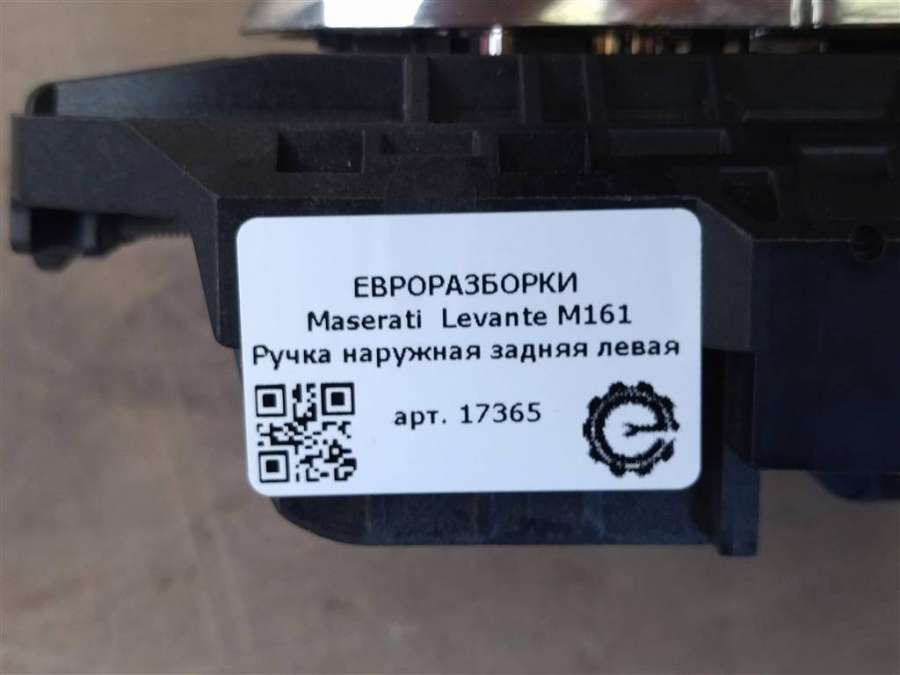 ЕВРОРАЗБОРКИ
Maserati Levante M161
Ручка наружная задняя левая
арт. 17365